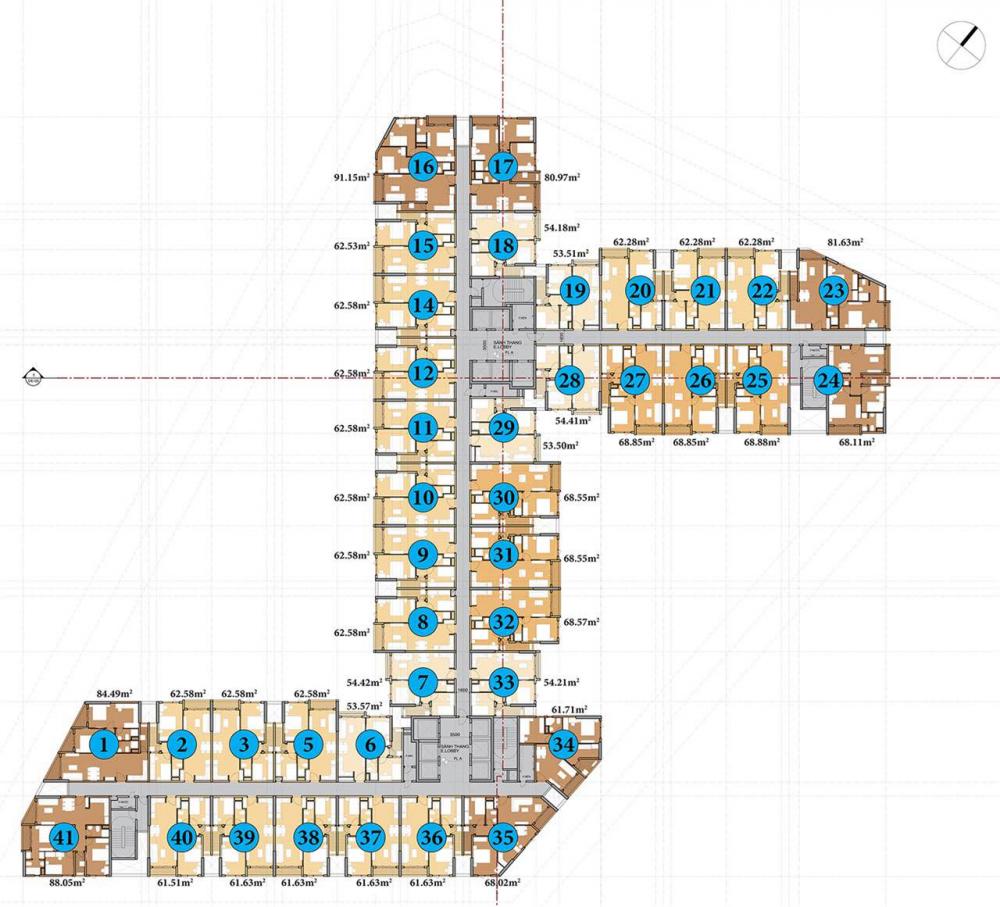 16
17
91.15m²
80.97m²
54.18m²
15
62.53m²
18
53.51m²
62.28m²
62.28m²
62.28m²
81.63m²
19
20
21
22
23
14
62.58m²
SẢNH THANG
E.LOBBY
FL A
12
62.58m²
28
27
26
25
24
54.41m²
68.85m²
68.85m²
68.88m²
68.11m²
11
62.58m²
29
53.50m²
10
62.58m²
30
68.55m²
9
62.58m²
31
68.55m²
8
62.58m²
32
68.57m²
7
54.42m²
33
54.21m²
84.49m²
62.58m²
62.58m²
62.58m²
53.57m²
61.71m²
1
2
3
5
6
SẢNH THANG
E.LOBBY
FL A
34
41
40
39
38
37
36
35
88.05m²
61.51m²
61.63m²
61.63m²
61.63m²
61.63m²
68.02m²